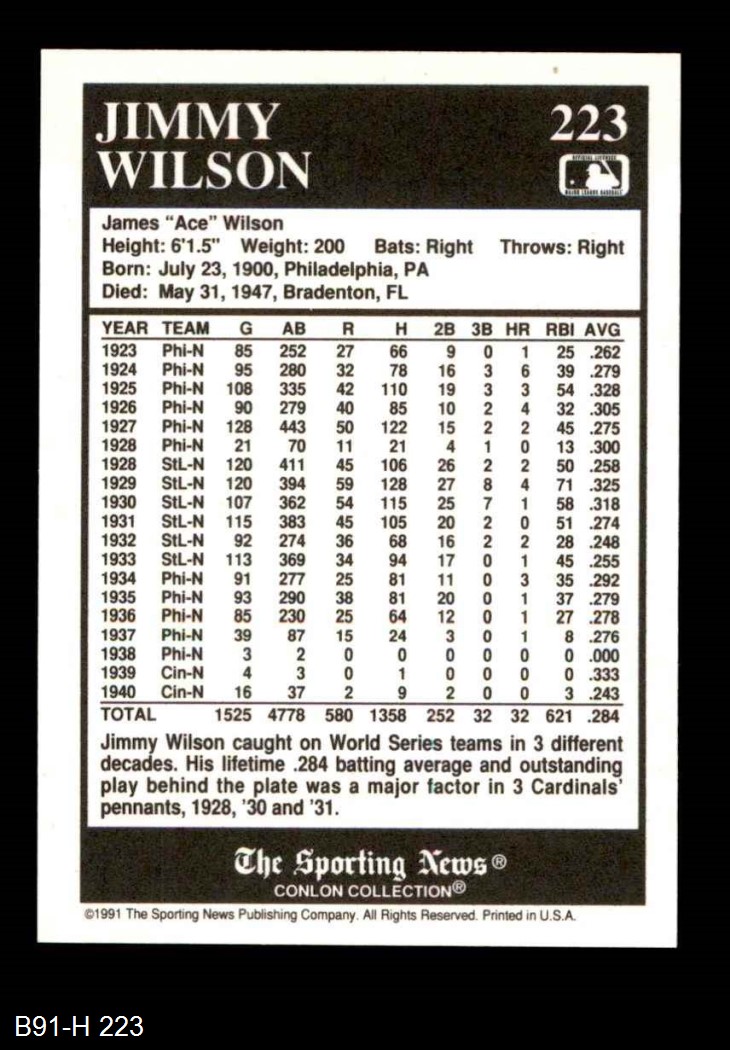 JIMMY
WILSON
223
James "Ace" Wilson
Height: 6'1.5" Weight: 200 Bats: Right Throws: Right
Born: July 23, 1900, Philadelphia, PA
Died: May 31, 1947, Bradenton, FL
YEAR TEAM G AB R H 2B 3B HR RBI AVG
1923 Phi-N 85 252 27 66 9 0 1 25 .262
1924 Phi-N 95 280 32 78 16 3 6 39 .279
1925 Phi-N 108 335 42 110 19 3 3 54 .328
1926 Phi-N 90 279 40 85 10 2 4 32 .305
1927 Phi-N 128 443 50 122 15 2 2 45 .275
1928 Phi-N 21 70 11 21 4 1 0 13 .300
1928 StL-N 120 411 45 106 26 2 2 50 .258
1929 StL-N 120 394 59 128 27 8 4 71 .325
1930 StL-N 107 362 54 115 25 7 1 58 .318
1931 StL-N 115 383 45 105 20 2 0 51 .274
1932 StL-N 92 274 36 68 16 2 2 28 .248
1933 StL-N 113 369 34 94 17 0 1 45 .255
1934 Phi-N 91 277 25 81 11 0 3 35 .292
1935 Phi-N 93 290 38 81 20 0 1 37 .279
1936 Phi-N 85 230 25 64 12 0 1 27 .278
1937 Phi-N 39 87 15 24 3 0 1 8 .276
1938 Phi-N 3 2 0 0 0 0 0 0 .000
1939 Cin-N 4 3 0 1 0 0 0 0 .333
1940 Cin-N 16 37 2 9 2 0 0 3 .243
TOTAL 1525 4778 580 1358 252 32 32 621 .284
Jimmy Wilson caught on World Series teams in 3 different
decades. His lifetime .284 batting average and outstanding
play behind the plate was a major factor in 3 Cardinals'
pennants, 1928, '30 and '31.
The Sporting News®
CONLON COLLECTION®
©1991 The Sporting News Publishing Company. All Rights Reserved. Printed in U.S.A.
B91-H 223